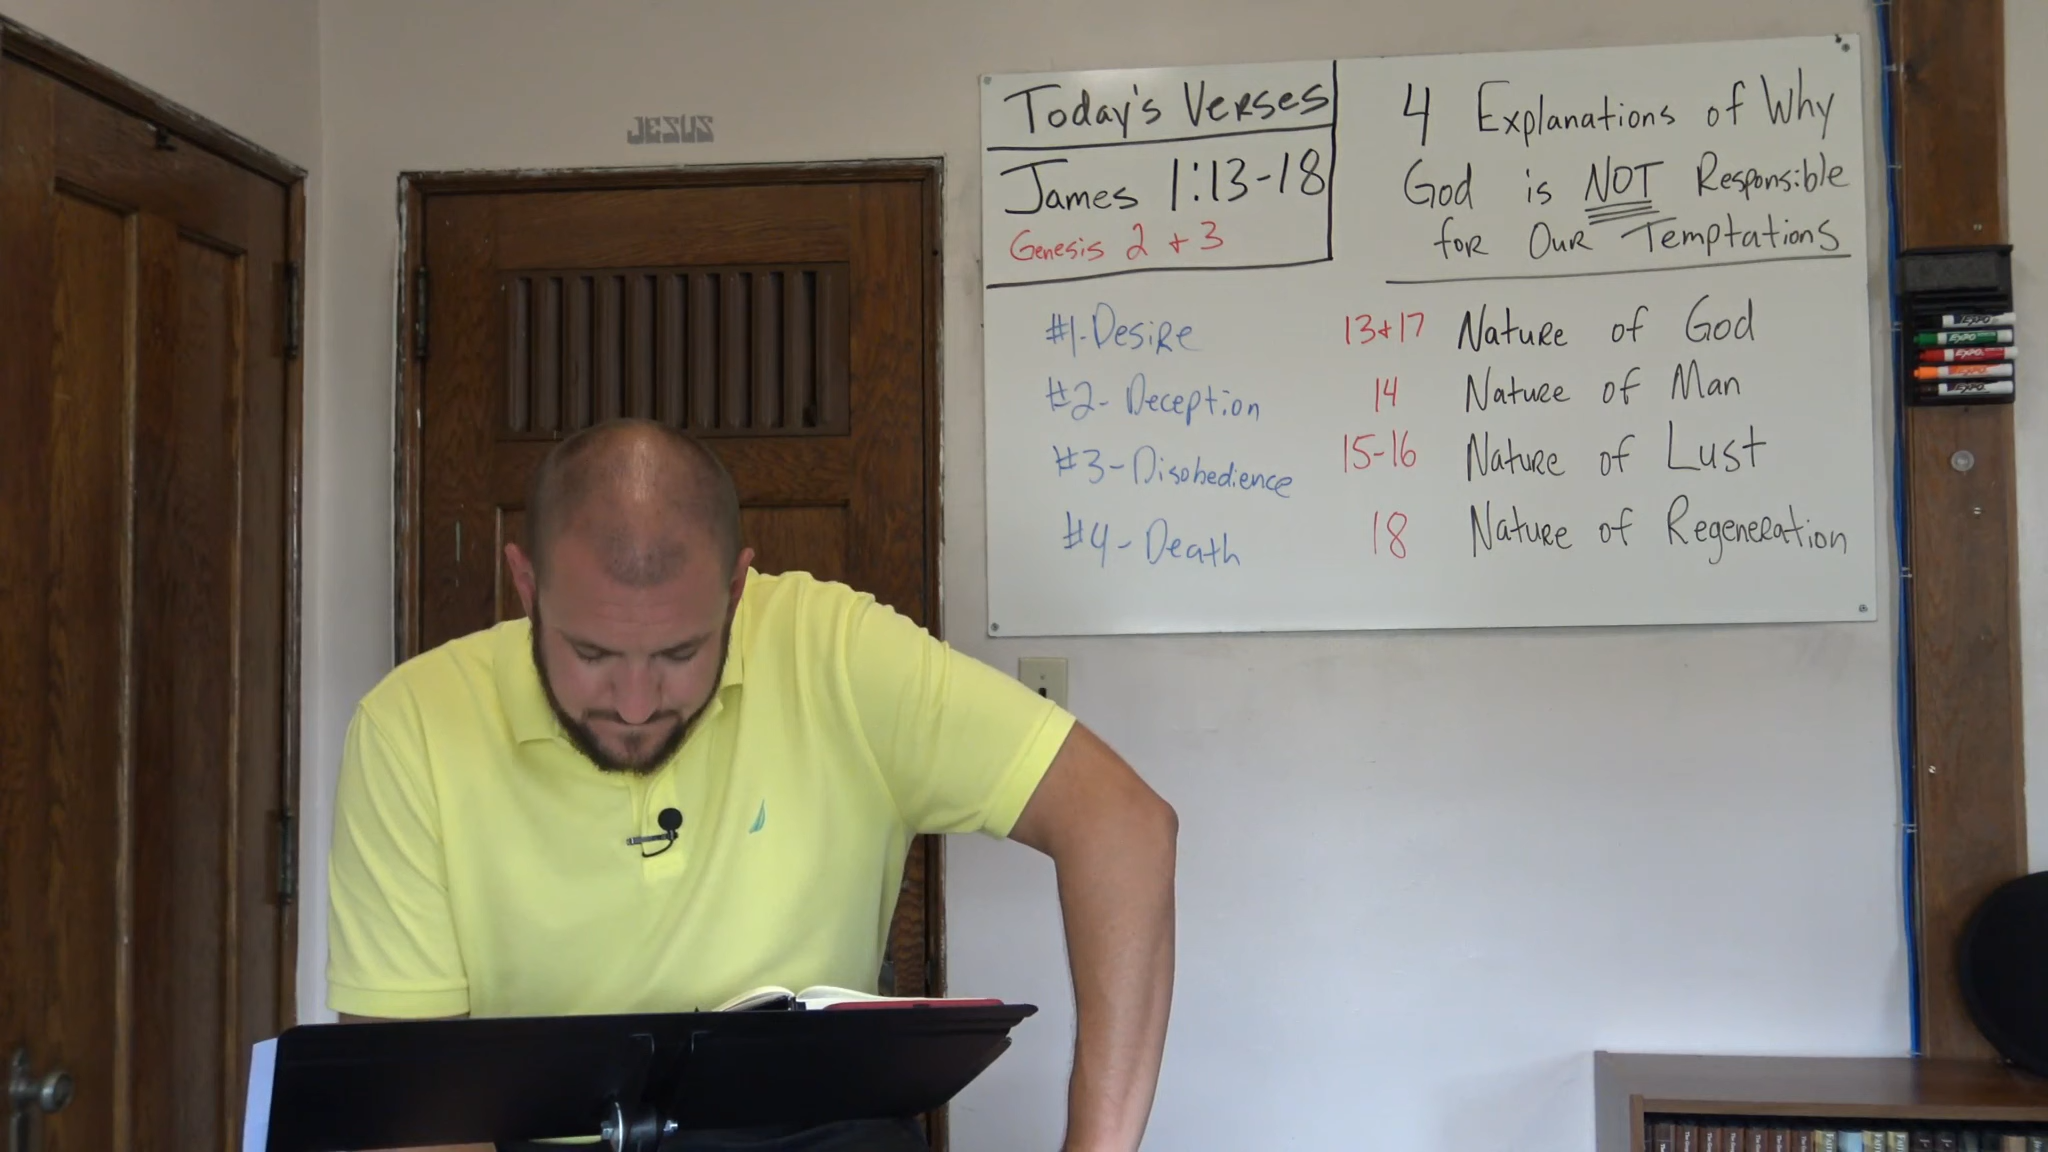 JESUS
Today's Verses
James 1:13-18
Genesis 2 + 3
4 Explanations of Why
God is NOT Responsible
for Our Temptations
#1-Desire
#2-Deception
#3-Disobedience
#4-Death
13+17 Nature of God
14 Nature of Man
15-16 Nature of Lust
18 Nature of Regeneration
EXPO
EXPO
EXPO
EXPO